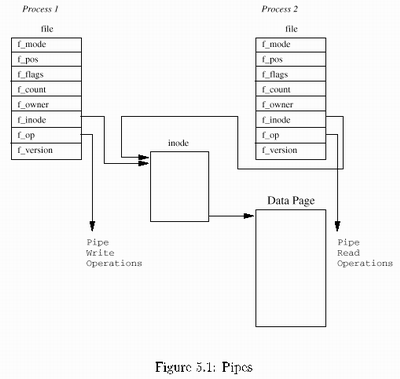 Process 1
file
f_mode
f_pos
f_flags
f_count
f_owner
f_inode
f_op
f_version
Pipe
Write
Operations
inode
Process 2
file
f_mode
f_pos
f_flags
f_count
f_owner
f_inode
f_op
f_version
Data Page
Pipe
Read
Operations
Figure 5.1: Pipes